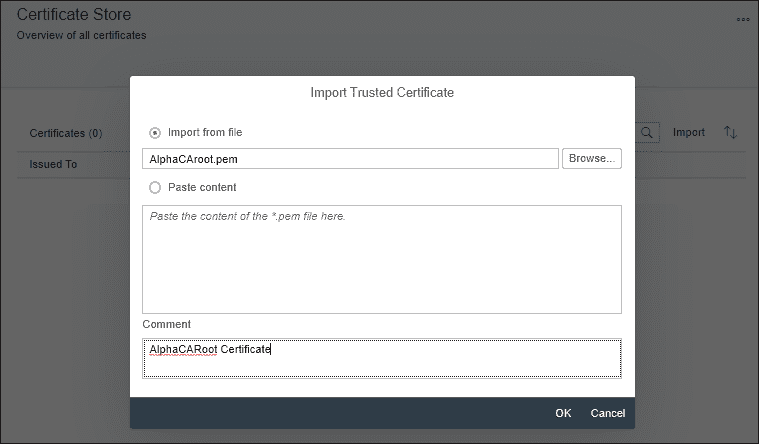 Certificate Store
Overview of all certificates
Import Trusted Certificate
Certificates (0)
Import from file
Import
Issued To
AlphaCAroot.pem
Browse...
Paste content
Paste the content of the *.pem file here.
Comment
AlphaCARoot Certificate
OK Cancel